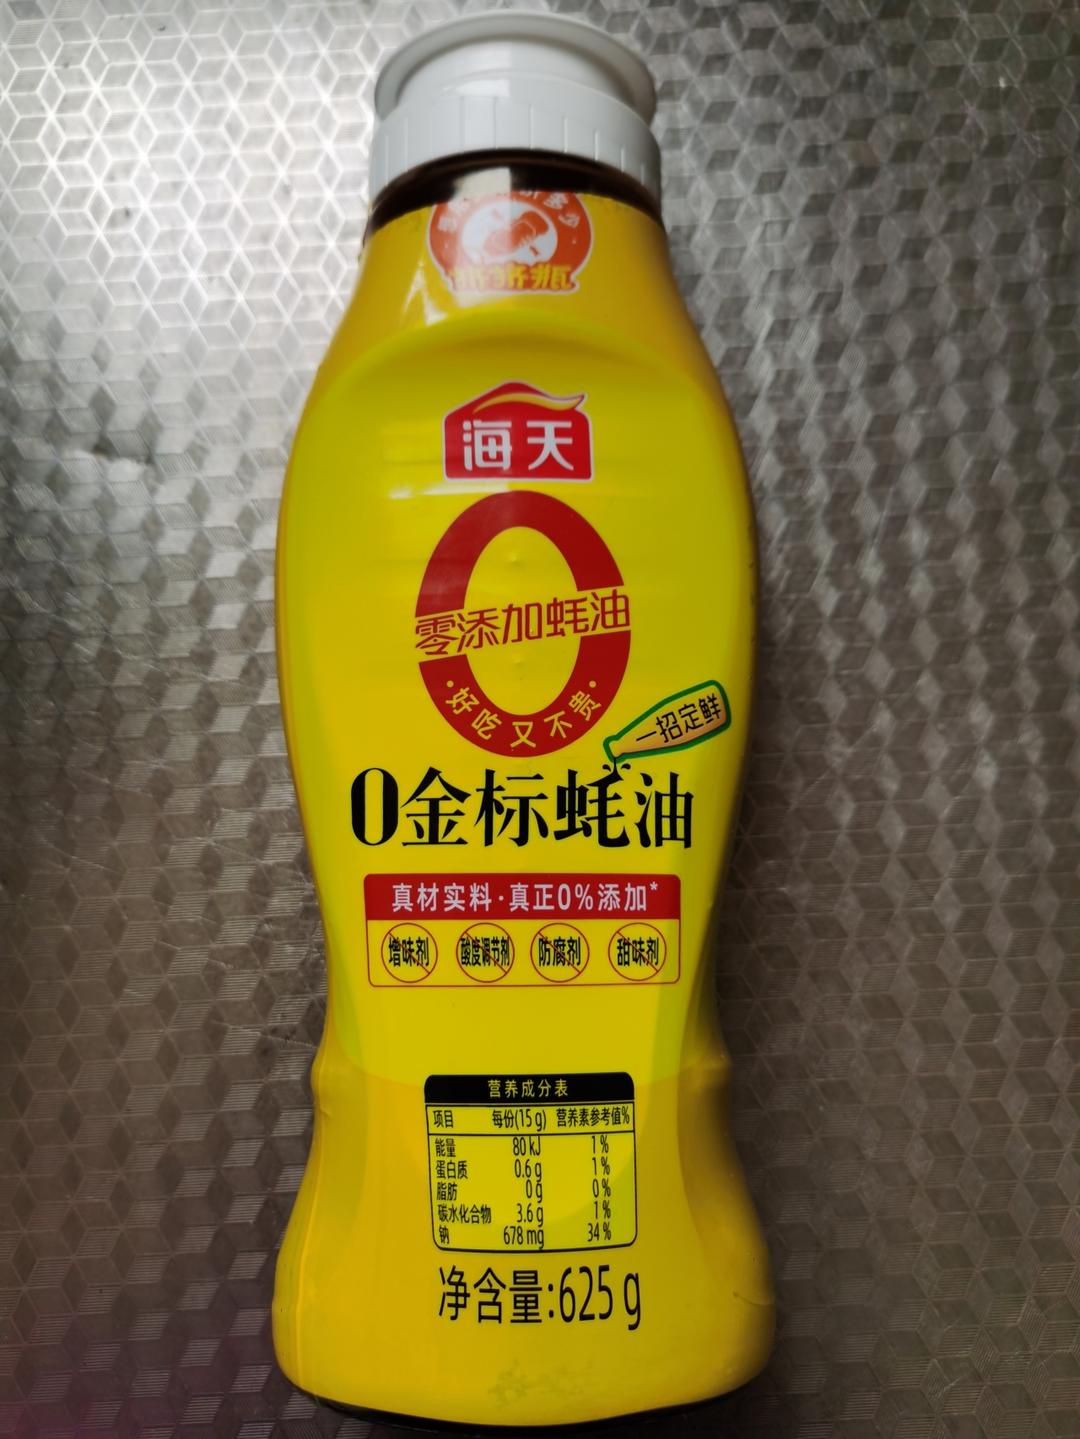 挤挤瓶
海天
零添加蚝油
·好吃又不贵·
一招定鲜
0金标蚝油
真材实料·真正0%添加*
增味剂 酸度调节剂 防腐剂 甜味剂
营养成分表
项目 每份(15g) 营养素参考值%
能量 80 kJ 1%
蛋白质 0.6 g 1%
脂肪 0 g 0%
碳水化合物 3.6 g 1%
钠 678 mg 34%
净含量:625 g